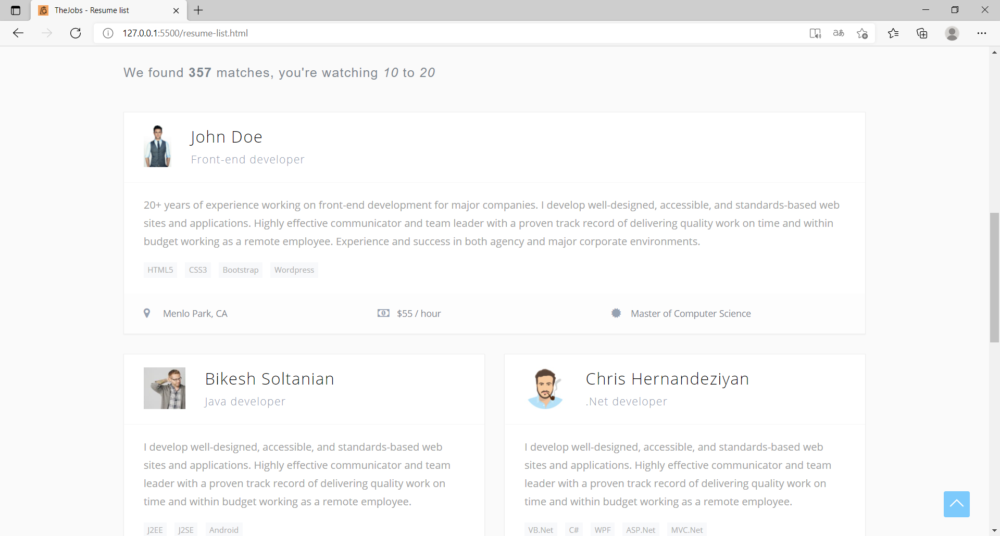 TheJobs - Resume list
127.0.0.1:5500/resume-list.html
aあ
We found 357 matches, you're watching 10 to 20
John Doe
Front-end developer
20+ years of experience working on front-end development for major companies. I develop well-designed, accessible, and standards-based web
sites and applications. Highly effective communicator and team leader with a proven track record of delivering quality work on time and within
budget working as a remote employee. Experience and success in both agency and major corporate environments.
HTML5 CSS3 Bootstrap Wordpress
Menlo Park, CA $55 / hour Master of Computer Science
Bikesh Soltanian
Java developer
I develop well-designed, accessible, and standards-based web
sites and applications. Highly effective communicator and team
leader with a proven track record of delivering quality work on
time and within budget working as a remote employee.
J2EE J2SE Android
Chris Hernandeziyan
.Net developer
I develop well-designed, accessible, and standards-based web
sites and applications. Highly effective communicator and team
leader with a proven track record of delivering quality work on
time and within budget working as a remote employee.
VB.Net C# WPF ASP.Net MVC.Net